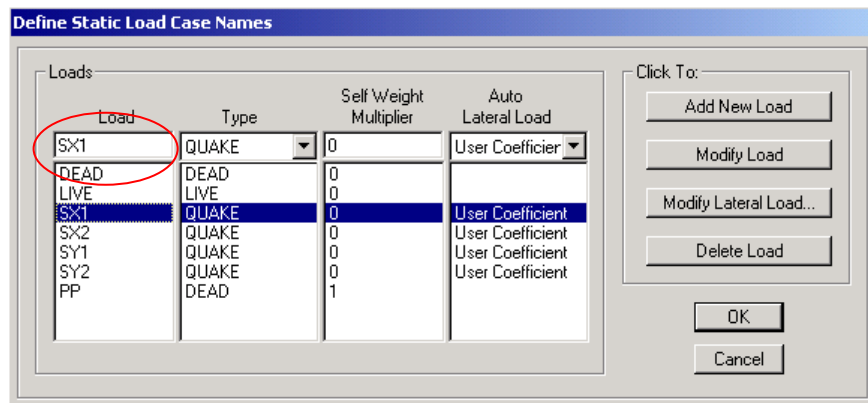 Define Static Load Case Names
Loads
Click To:
Load Type Self Weight Multiplier Auto Lateral Load
SX1 QUAKE 0 User Coefficien
DEAD DEAD 0
LIVE LIVE 0
SX1 QUAKE 0 User Coefficient
SX2 QUAKE 0 User Coefficient
SY1 QUAKE 0 User Coefficient
SY2 QUAKE 0 User Coefficient
PP DEAD 1
Add New Load
Modify Load
Modify Lateral Load...
Delete Load
OK
Cancel